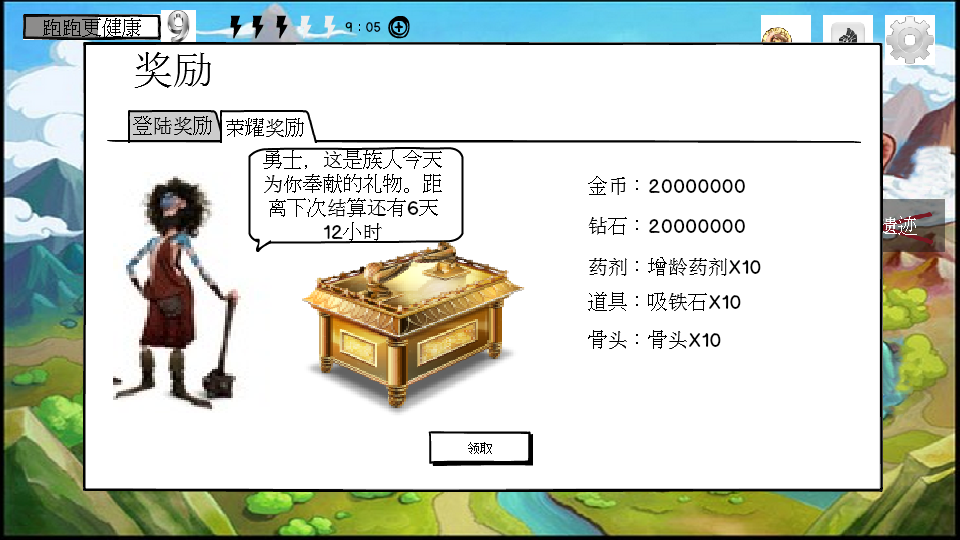 跑跑更健康
9
9：05
奖励
登陆奖励
荣耀奖励
勇士，这是族人今天
为你奉献的礼物。距
离下次结算还有6天
12小时
金币：20000000
钻石：20000000
药剂：增龄药剂X10
道具：吸铁石X10
骨头：骨头X10
遗迹
领取